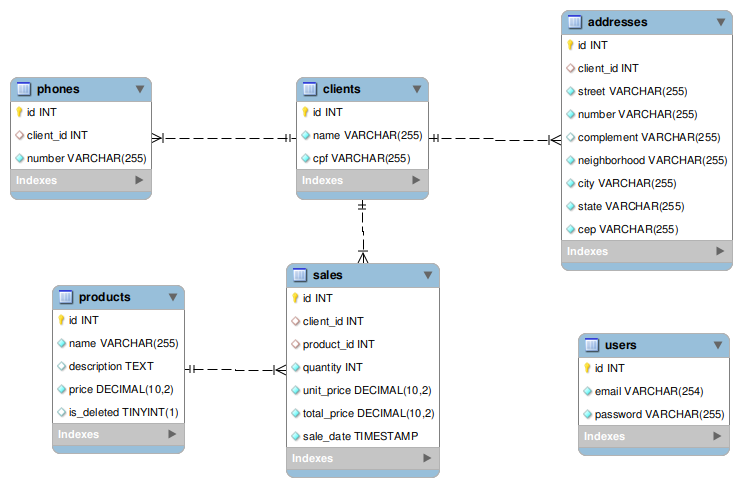 phones
id INT
client_id INT
number VARCHAR(255)
Indexes
clients
id INT
name VARCHAR(255)
cpf VARCHAR(255)
Indexes
addresses
id INT
client_id INT
street VARCHAR(255)
number VARCHAR(255)
complement VARCHAR(255)
neighborhood VARCHAR(255)
city VARCHAR(255)
state VARCHAR(255)
cep VARCHAR(255)
Indexes
products
id INT
name VARCHAR(255)
description TEXT
price DECIMAL(10,2)
is_deleted TINYINT(1)
Indexes
sales
id INT
client_id INT
product_id INT
quantity INT
unit_price DECIMAL(10,2)
total_price DECIMAL(10,2)
sale_date TIMESTAMP
Indexes
users
id INT
email VARCHAR(254)
password VARCHAR(255)
Indexes